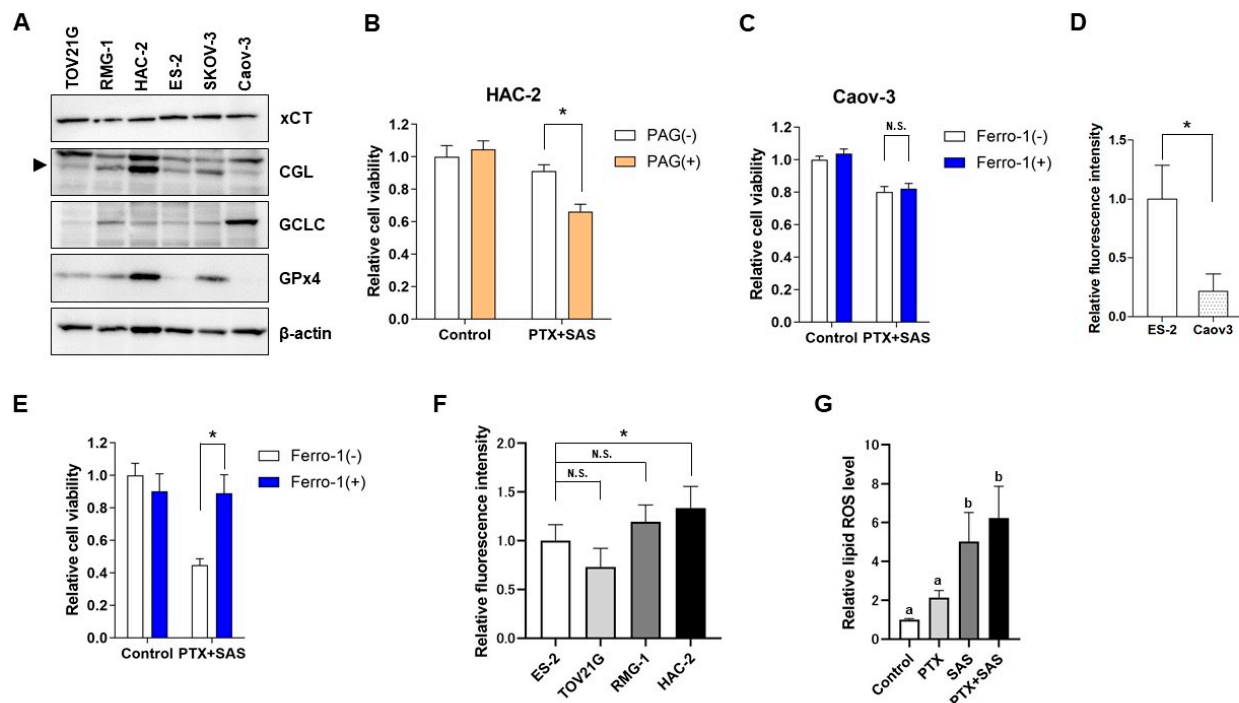 A
TOV21G
RMG-1
HAC-2
ES-2
SKOV-3
Caov-3
xCT
CGL
GCLC
GPx4
β-actin
B
HAC-2
Relative cell viability
1.2
1.0
0.8
0.6
0.4
0.2
0.0
*
PAG(-)
PAG(+)
Control
PTX+SAS
C
Caov-3
Relative cell viability
1.2
1.0
0.8
0.6
0.4
0.2
0.0
N.S.
Ferro-1(-)
Ferro-1(+)
Control
PTX+SAS
D
Relative fluorescence intensity
1.5
1.0
0.5
0.0
*
ES-2
Caov3
E
Relative cell viability
1.2
1.0
0.8
0.6
0.4
0.2
0.0
*
Ferro-1(-)
Ferro-1(+)
Control
PTX+SAS
F
Relative fluorescence intensity
2.0
1.5
1.0
0.5
0.0
*
N.S.
N.S.
ES-2
TOV21G
RMG-1
HAC-2
G
Relative lipid ROS level
10
8
6
4
2
0
a
a
b
b
Control
PTX
SAS
PTX+SAS